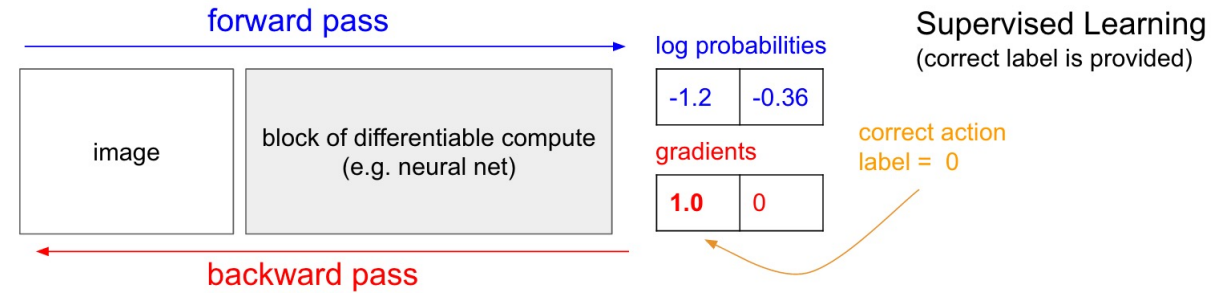 forward pass
Supervised Learning
(correct label is provided)
log probabilities
-1.2 -0.36
image
block of differentiable compute
(e.g. neural net)
correct action
label = 0
gradients
1.0 0
backward pass